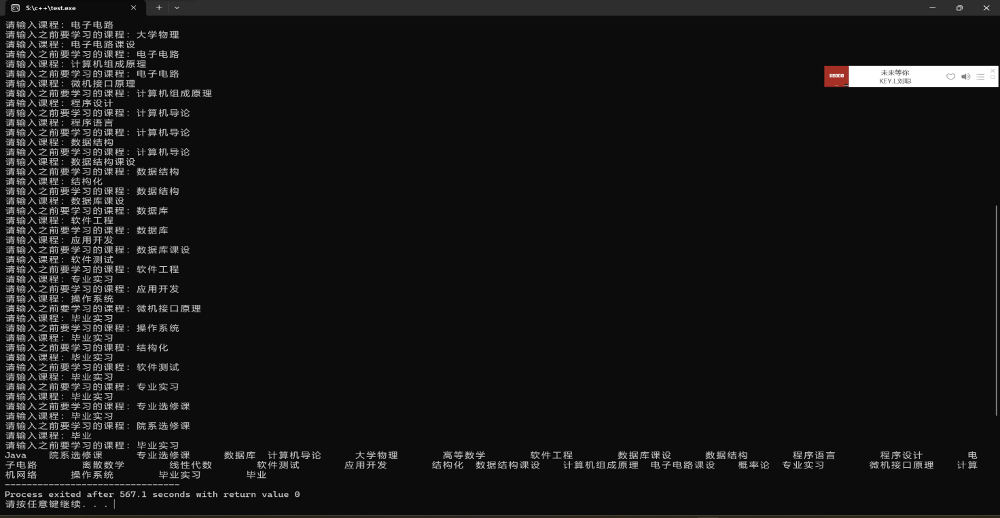 S:\c++\test.exe
请输入课程: 电子电路
请输入之前要学习的课程: 大学物理
请输入课程: 电子电路课设
请输入之前要学习的课程: 电子电路
请输入课程: 计算机组成原理
请输入之前要学习的课程: 电子电路
请输入课程: 微机接口原理
请输入之前要学习的课程: 计算机组成原理
请输入课程: 程序设计
请输入之前要学习的课程: 计算机导论
请输入课程: 程序语言
请输入之前要学习的课程: 计算机导论
请输入课程: 数据结构
请输入之前要学习的课程: 计算机导论
请输入课程: 数据结构课设
请输入之前要学习的课程: 数据结构
请输入课程: 结构化
请输入之前要学习的课程: 数据结构
请输入课程: 数据库课设
请输入之前要学习的课程: 数据库
请输入课程: 软件工程
请输入之前要学习的课程: 数据库
请输入课程: 应用开发
请输入之前要学习的课程: 数据库课设
请输入课程: 软件测试
请输入之前要学习的课程: 软件工程
请输入课程: 专业实习
请输入之前要学习的课程: 应用开发
请输入课程: 操作系统
请输入之前要学习的课程: 微机接口原理
请输入课程: 毕业实习
请输入之前要学习的课程: 操作系统
请输入课程: 毕业实习
请输入之前要学习的课程: 结构化
请输入课程: 毕业实习
请输入之前要学习的课程: 软件测试
请输入课程: 毕业实习
请输入之前要学习的课程: 专业实习
请输入课程: 毕业实习
请输入之前要学习的课程: 专业选修课
请输入课程: 毕业实习
请输入之前要学习的课程: 院系选修课
请输入课程: 毕业
请输入之前要学习的课程: 毕业实习
Java 院系选修课 专业选修课 数据库 计算机导论 大学物理 高等数学 软件工程 数据库课设 数据结构 程序语言 程序设计 电
子电路 离散数学 线性代数 软件测试 应用开发 结构化 数据结构课设 计算机组成原理 电子电路课设 概率论 专业实习 微机接口原理 计算
机网络 操作系统 毕业实习 毕业
--------------------------------
Process exited after 567.1 seconds with return value 0
请按任意键继续. . .
未来等你
KEY.L刘聪